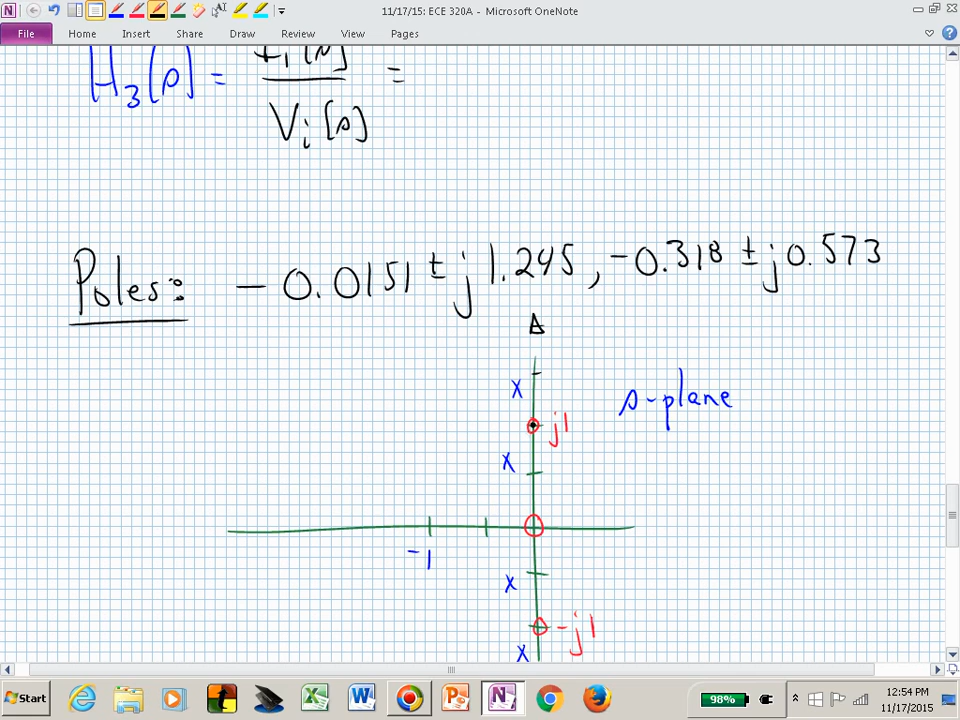 11/17/15: ECE 320A - Microsoft OneNote
File Home Insert Share Draw Review View Pages
H₃(s) = =
Vᵢ(s)
Poles: -0.0151 ± j1.245, -0.318 ± j0.573
x s-plane
j1
x
-1
x
-j1
x
Start 98% 12:54 PM
11/17/2015